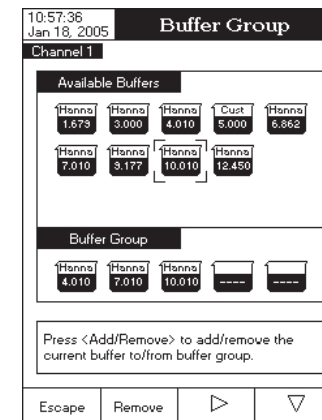 10:57:36
Jan 18, 2005
Buffer Group
Channel 1
Available Buffers
Hanna Hanna Hanna Cust Hanna
1.679 3.000 4.010 5.000 6.862
Hanna Hanna Hanna Hanna
7.010 9.177 10.010 12.450
Buffer Group
Hanna Hanna Hanna
4.010 7.010 10.010 ---- ----
Press <Add/Remove> to add/remove the
current buffer to/from buffer group.
Escape Remove